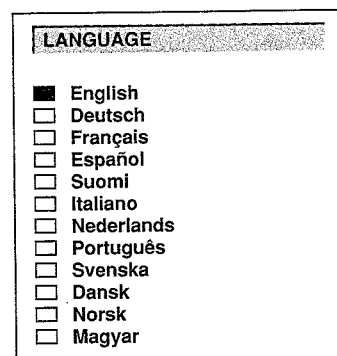 LANGUAGE
English
Deutsch
Français
Español
Suomi
Italiano
Nederlands
Português
Svenska
Dansk
Norsk
Magyar